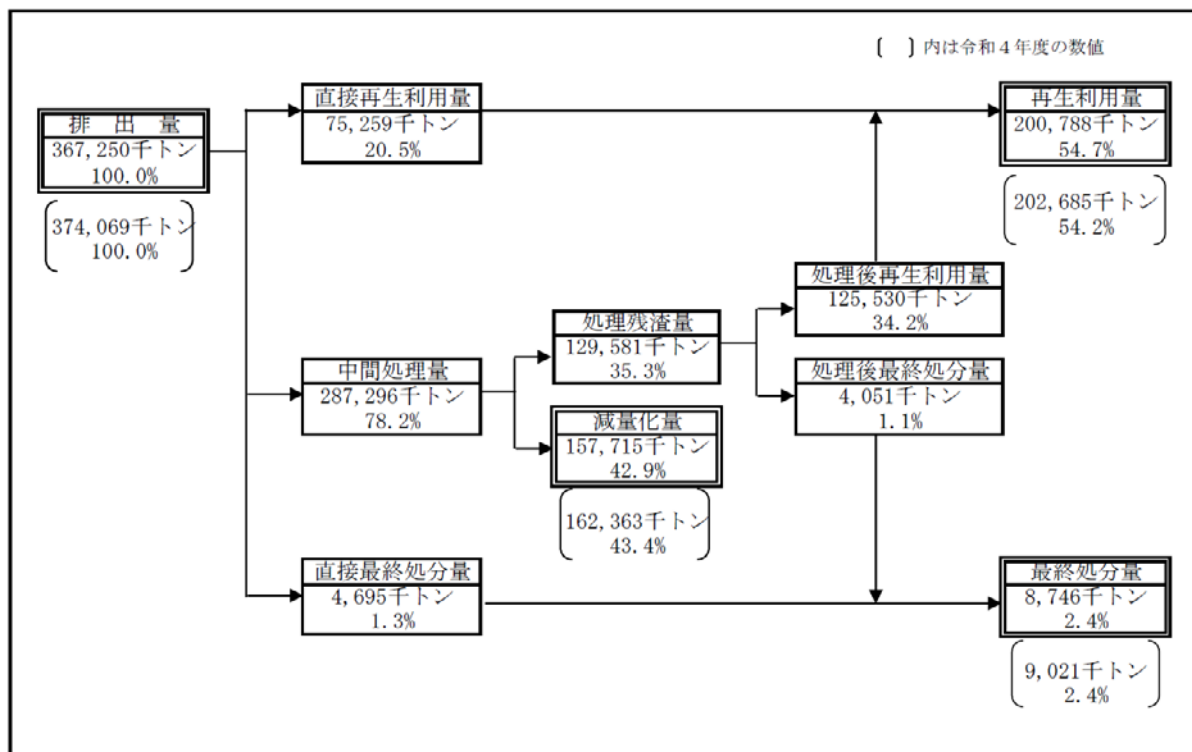 〔 〕内は令和４年度の数値
排 出 量
367,250千トン
100.0%
374,069千トン
100.0%
直接再生利用量
75,259千トン
20.5%
再生利用量
200,788千トン
54.7%
202,685千トン
54.2%
中間処理量
287,296千トン
78.2%
処理残渣量
129,581千トン
35.3%
減量化量
157,715千トン
42.9%
162,363千トン
43.4%
処理後再生利用量
125,530千トン
34.2%
処理後最終処分量
4,051千トン
1.1%
直接最終処分量
4,695千トン
1.3%
最終処分量
8,746千トン
2.4%
9,021千トン
2.4%